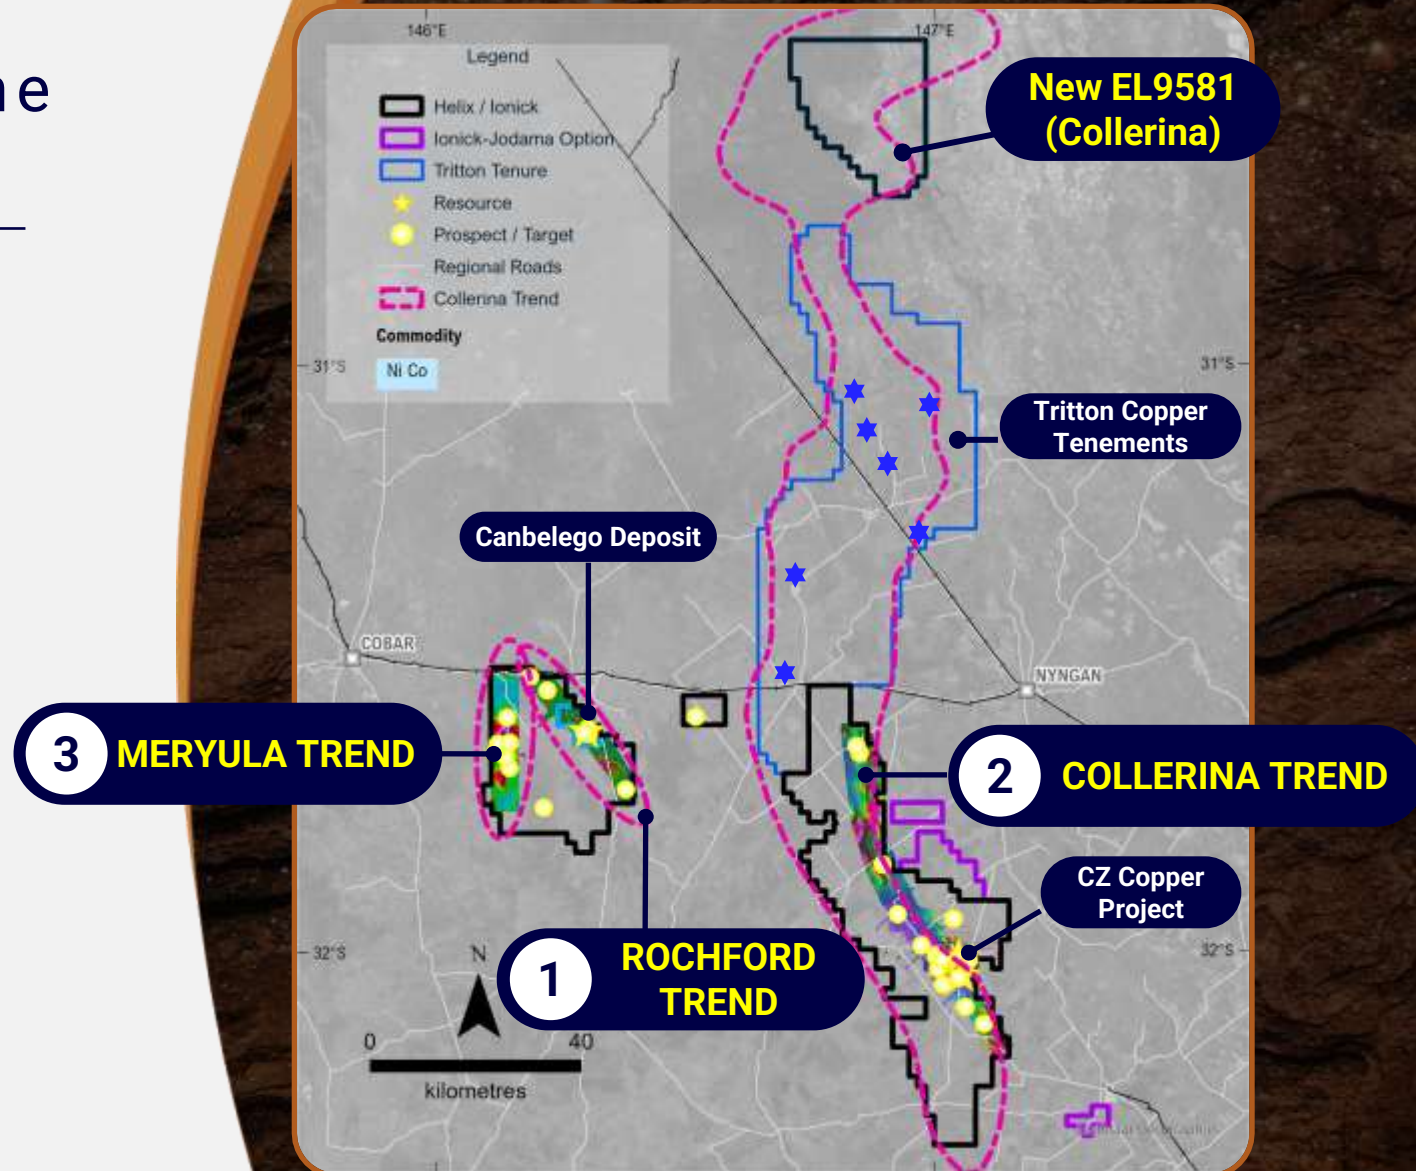 ne
146°E
147°E
Legend
Helix / Ionick
Ionick-Jodama Option
Tritton Tenure
Resource
Prospect / Target
Regional Roads
Collerina Trend
Commodity
Ni Co
New EL9581
(Collerina)
31°S
31°S
Tritton Copper
Tenements
Canbelego Deposit
COBAR
NYNGAN
3 MERYULA TREND
2 COLLERINA TREND
CZ Copper
Project
1 ROCHFORD
TREND
32°S
32°S
N
0 40
kilometres